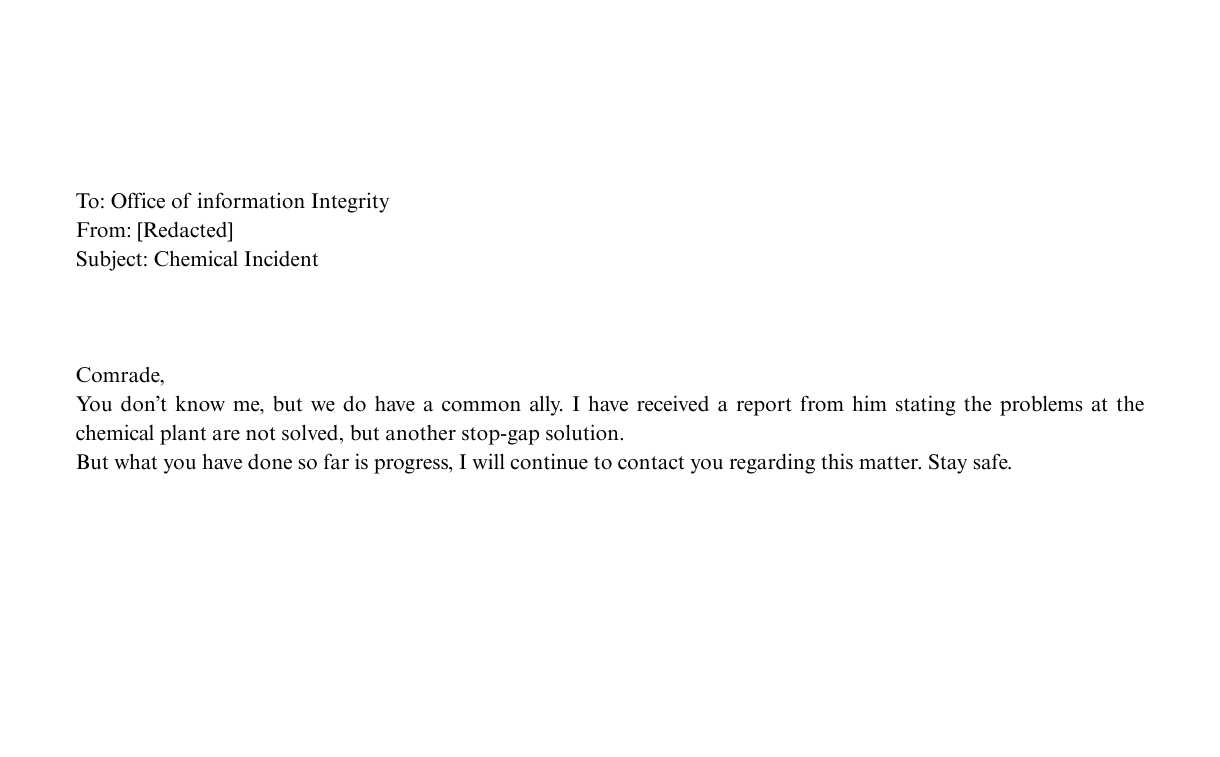 To: Office of information Integrity
From: [Redacted]
Subject: Chemical Incident
Comrade,
You don’t know me, but we do have a common ally. I have received a report from him stating the problems at the
chemical plant are not solved, but another stop-gap solution.
But what you have done so far is progress, I will continue to contact you regarding this matter. Stay safe.